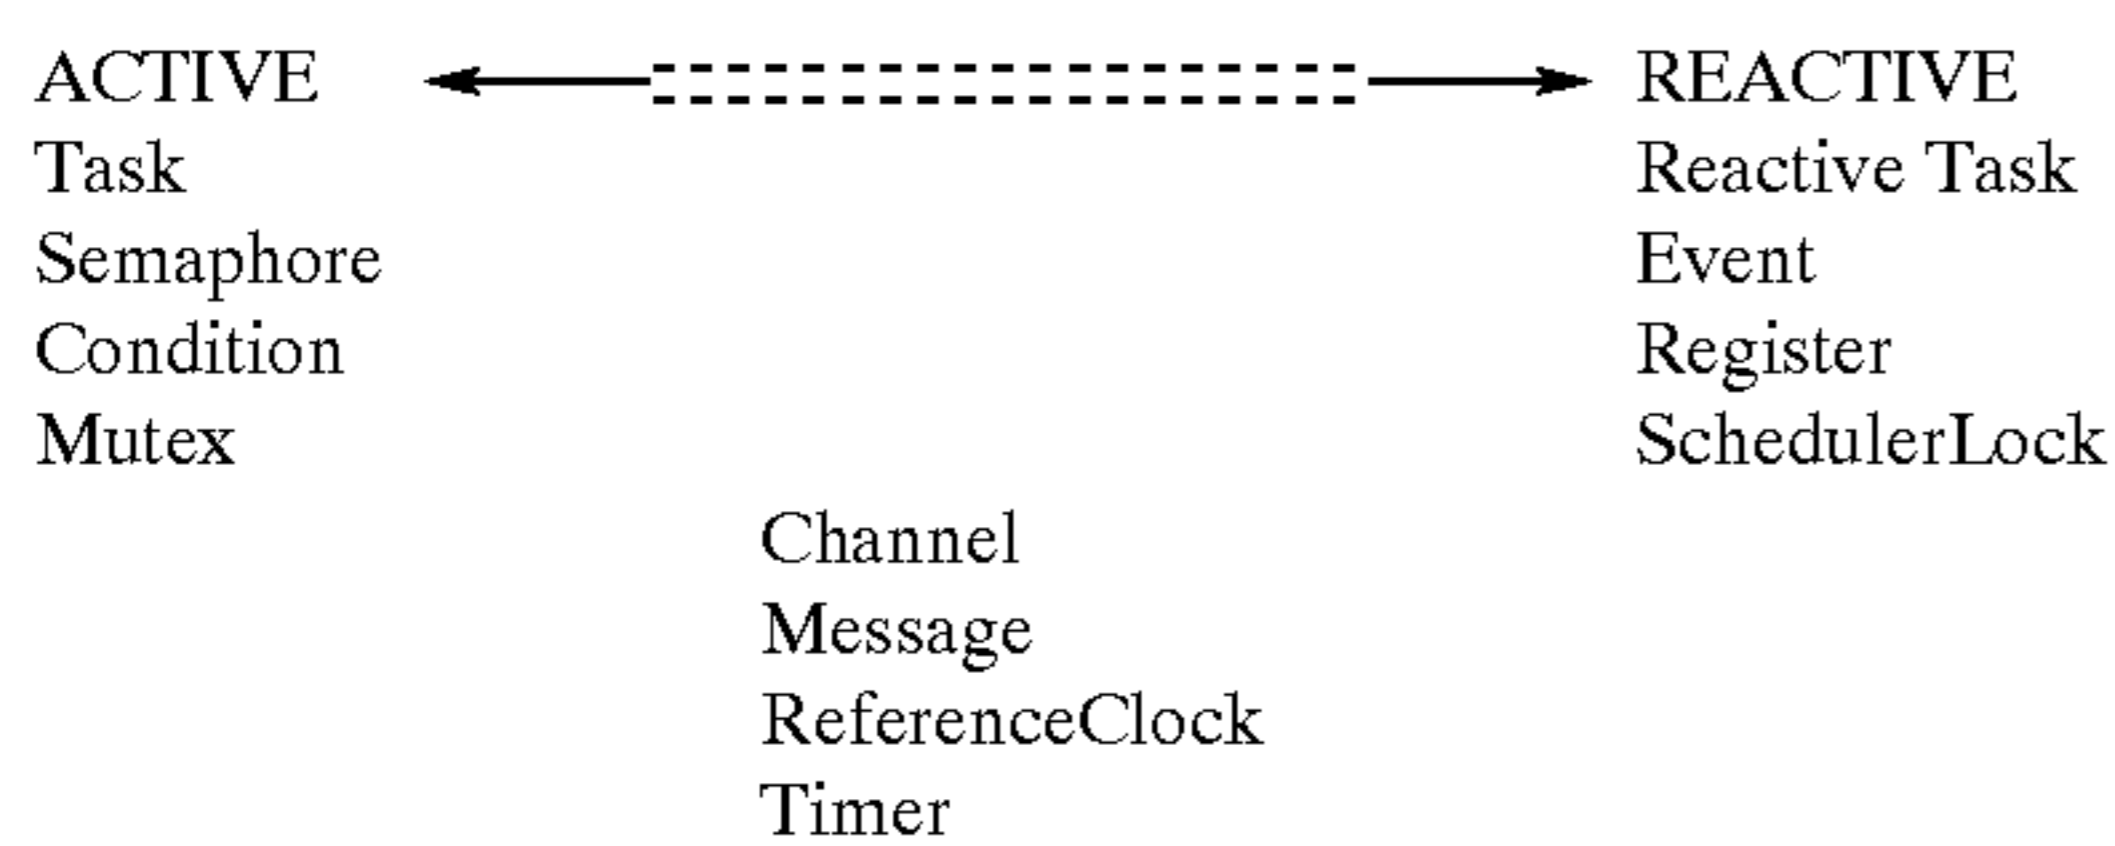 ACTIVE REACTIVE
Task Reactive Task
Semaphore Event
Condition Register
Mutex SchedulerLock
Channel
Message
ReferenceClock
Timer